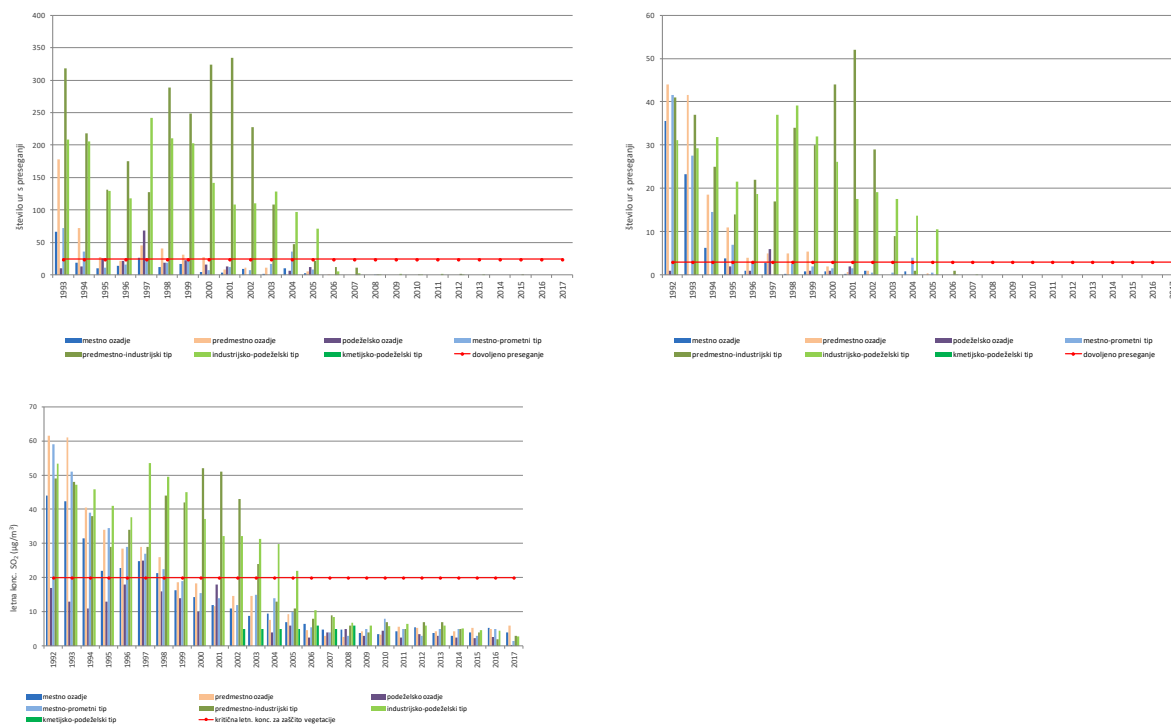 400
350
300
250
200
150
100
50
0
število ur s preseganji
1993 1994 1995 1996 1997 1998 1999 2000 2001 2002 2003 2004 2005 2006 2007 2008 2009 2010 2011 2012 2013 2014 2015 2016 2017
mestno ozadje predmestno ozadje podeželsko ozadje mestno-prometni tip
predmestno-industrijski tip industrijsko-podeželski tip kmetijsko-podeželski tip dovoljeno preseganje
60
50
40
30
20
10
0
število ur s preseganji
1992 1993 1994 1995 1996 1997 1998 1999 2000 2001 2002 2003 2004 2005 2006 2007 2008 2009 2010 2011 2012 2013 2014 2015 2016 2017
mestno ozadje predmestno ozadje podeželsko ozadje mestno-prometni tip
predmestno-industrijski tip industrijsko-podeželski tip kmetijsko-podeželski tip dovoljeno preseganje
70
60
50
40
30
20
10
0
letna konc. SO₂ (µg/m³)
1992 1993 1994 1995 1996 1997 1998 1999 2000 2001 2002 2003 2004 2005 2006 2007 2008 2009 2010 2011 2012 2013 2014 2015 2016 2017
mestno ozadje predmestno ozadje podeželsko ozadje
mestno-prometni tip predmestno-industrijski tip industrijsko-podeželski tip
kmetijsko-podeželski tip kritična letn. konc. za zaščito vegetacije